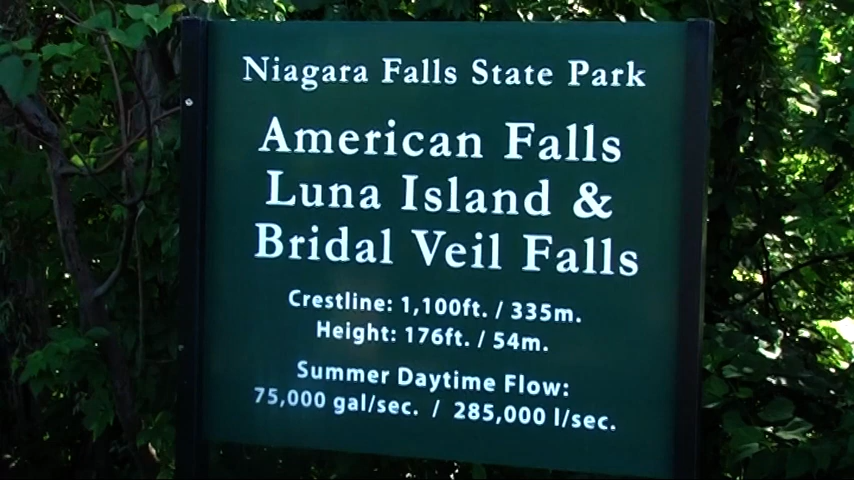 Niagara Falls State Park
American Falls
Luna Island &
Bridal Veil Falls
Crestline: 1,100ft. / 335m.
Height: 176ft. / 54m.
Summer Daytime Flow:
75,000 gal/sec. / 285,000 l/sec.